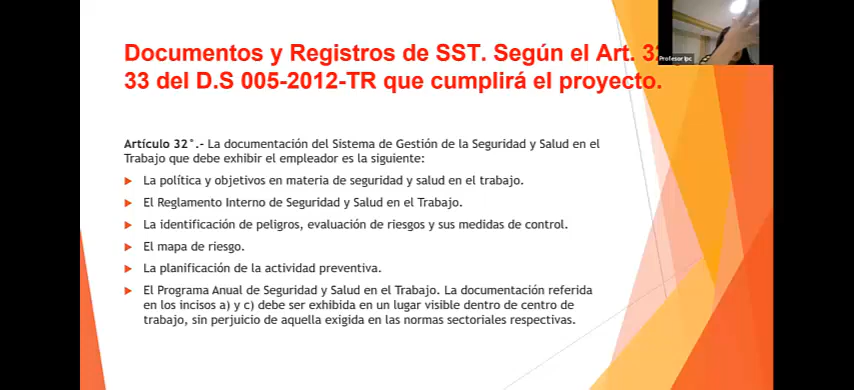 Documentos y Registros de SST. Según el Art. 32
33 del D.S 005-2012-TR que cumplirá el proyecto.
Profesor Ipc
Artículo 32°.- La documentación del Sistema de Gestión de la Seguridad y Salud en el
Trabajo que debe exhibir el empleador es la siguiente:
La política y objetivos en materia de seguridad y salud en el trabajo.
El Reglamento Interno de Seguridad y Salud en el Trabajo.
La identificación de peligros, evaluación de riesgos y sus medidas de control.
El mapa de riesgo.
La planificación de la actividad preventiva.
El Programa Anual de Seguridad y Salud en el Trabajo. La documentación referida
en los incisos a) y c) debe ser exhibida en un lugar visible dentro de centro de
trabajo, sin perjuicio de aquella exigida en las normas sectoriales respectivas.